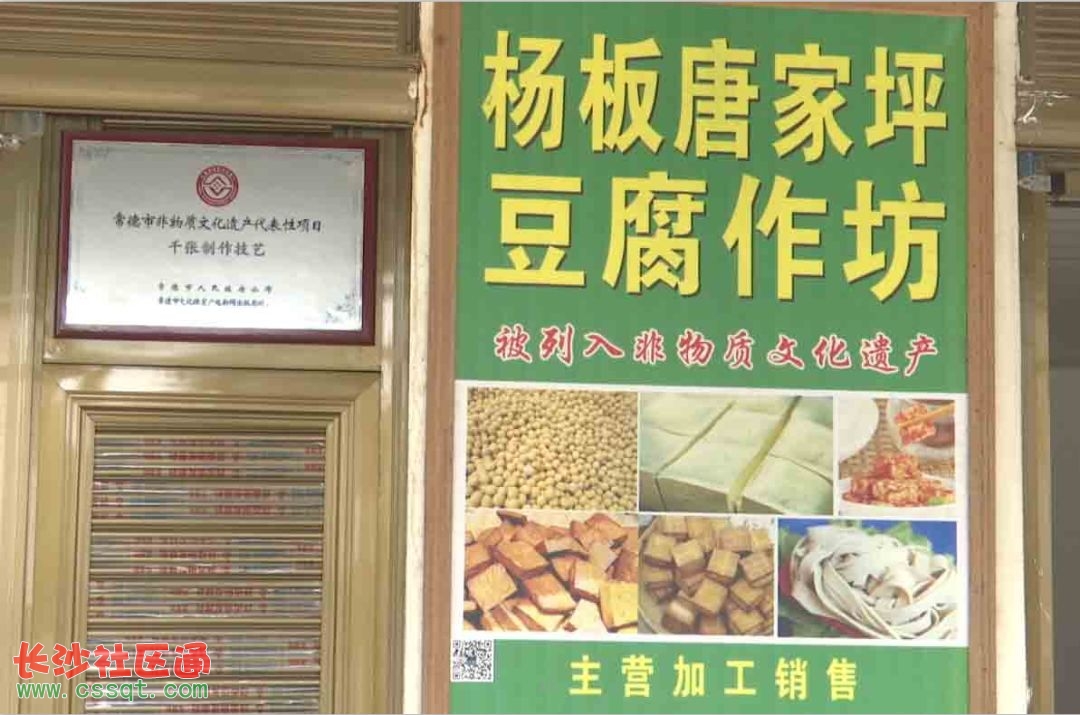 常德市非物质文化遗产代表性项目
千张制作技艺
常德市人民政府公布
杨板唐家坪
豆腐作坊
被列入非物质文化遗产
主营加工销售
长沙社区通
www.cssqt.com